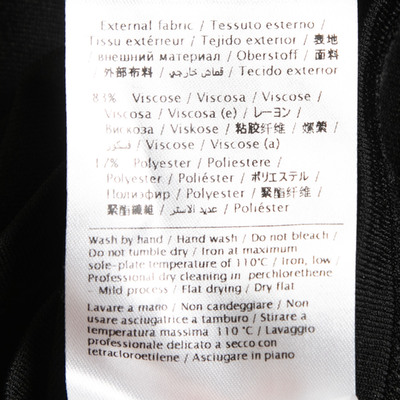 External fabric / Tessuto esterno /
Tissu extérieur / Tejido exterior / 表地
/ внешний материал / Oberstoff / 面料
/ 外部布料 / قماش خارجي / Tecido exterior
83% Viscose / Viscosa / Viscose /
Viscosa / Viscosa (e) / レーヨン /
Вискоза / Viskose / 粘胶纤维 / 嫘縈 /
فسكوز / Viscose / Viscose (a)
17% Polyester / Poliestere /
Polyester / Poliéster / ポリエステル /
Полиэфир / Polyester / 聚酯纤维 /
聚酯纖維 / عديد الاستر / Poliéster
Wash by hand / Hand wash / Do not bleach /
Do not tumble dry / Iron at maximum
sole-plate temperature of 110°C / Iron, low /
Professional dry cleaning in perchlorethene
Mild process / Flat drying / Dry flat
Lavare a mano / Non candeggiare / Non
usare asciugatrice a tamburo / Stirare a
temperatura massima 110°C / Lavaggio
professionale delicato a secco con
tetracloroetilene / Asciugare in piano